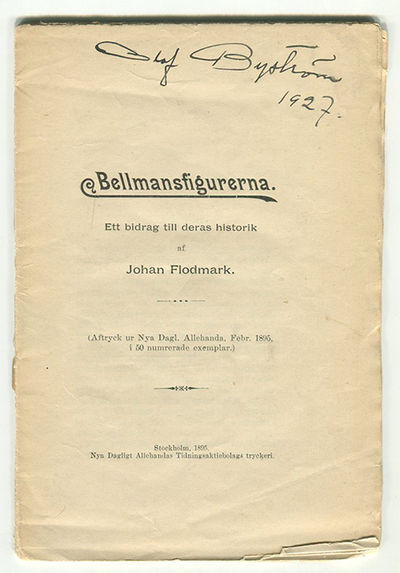 Olof Byström
1927.
Bellmansfigurerna.
Ett bidrag till deras historik
af
Johan Flodmark.
(Aftryck ur Nya Dagl. Allehanda, Febr. 1895,
i 50 numrerade exemplar.)
Stockholm, 1895.
Nya Dagligt Allehandas Tidningsaktiebolags tryckeri.